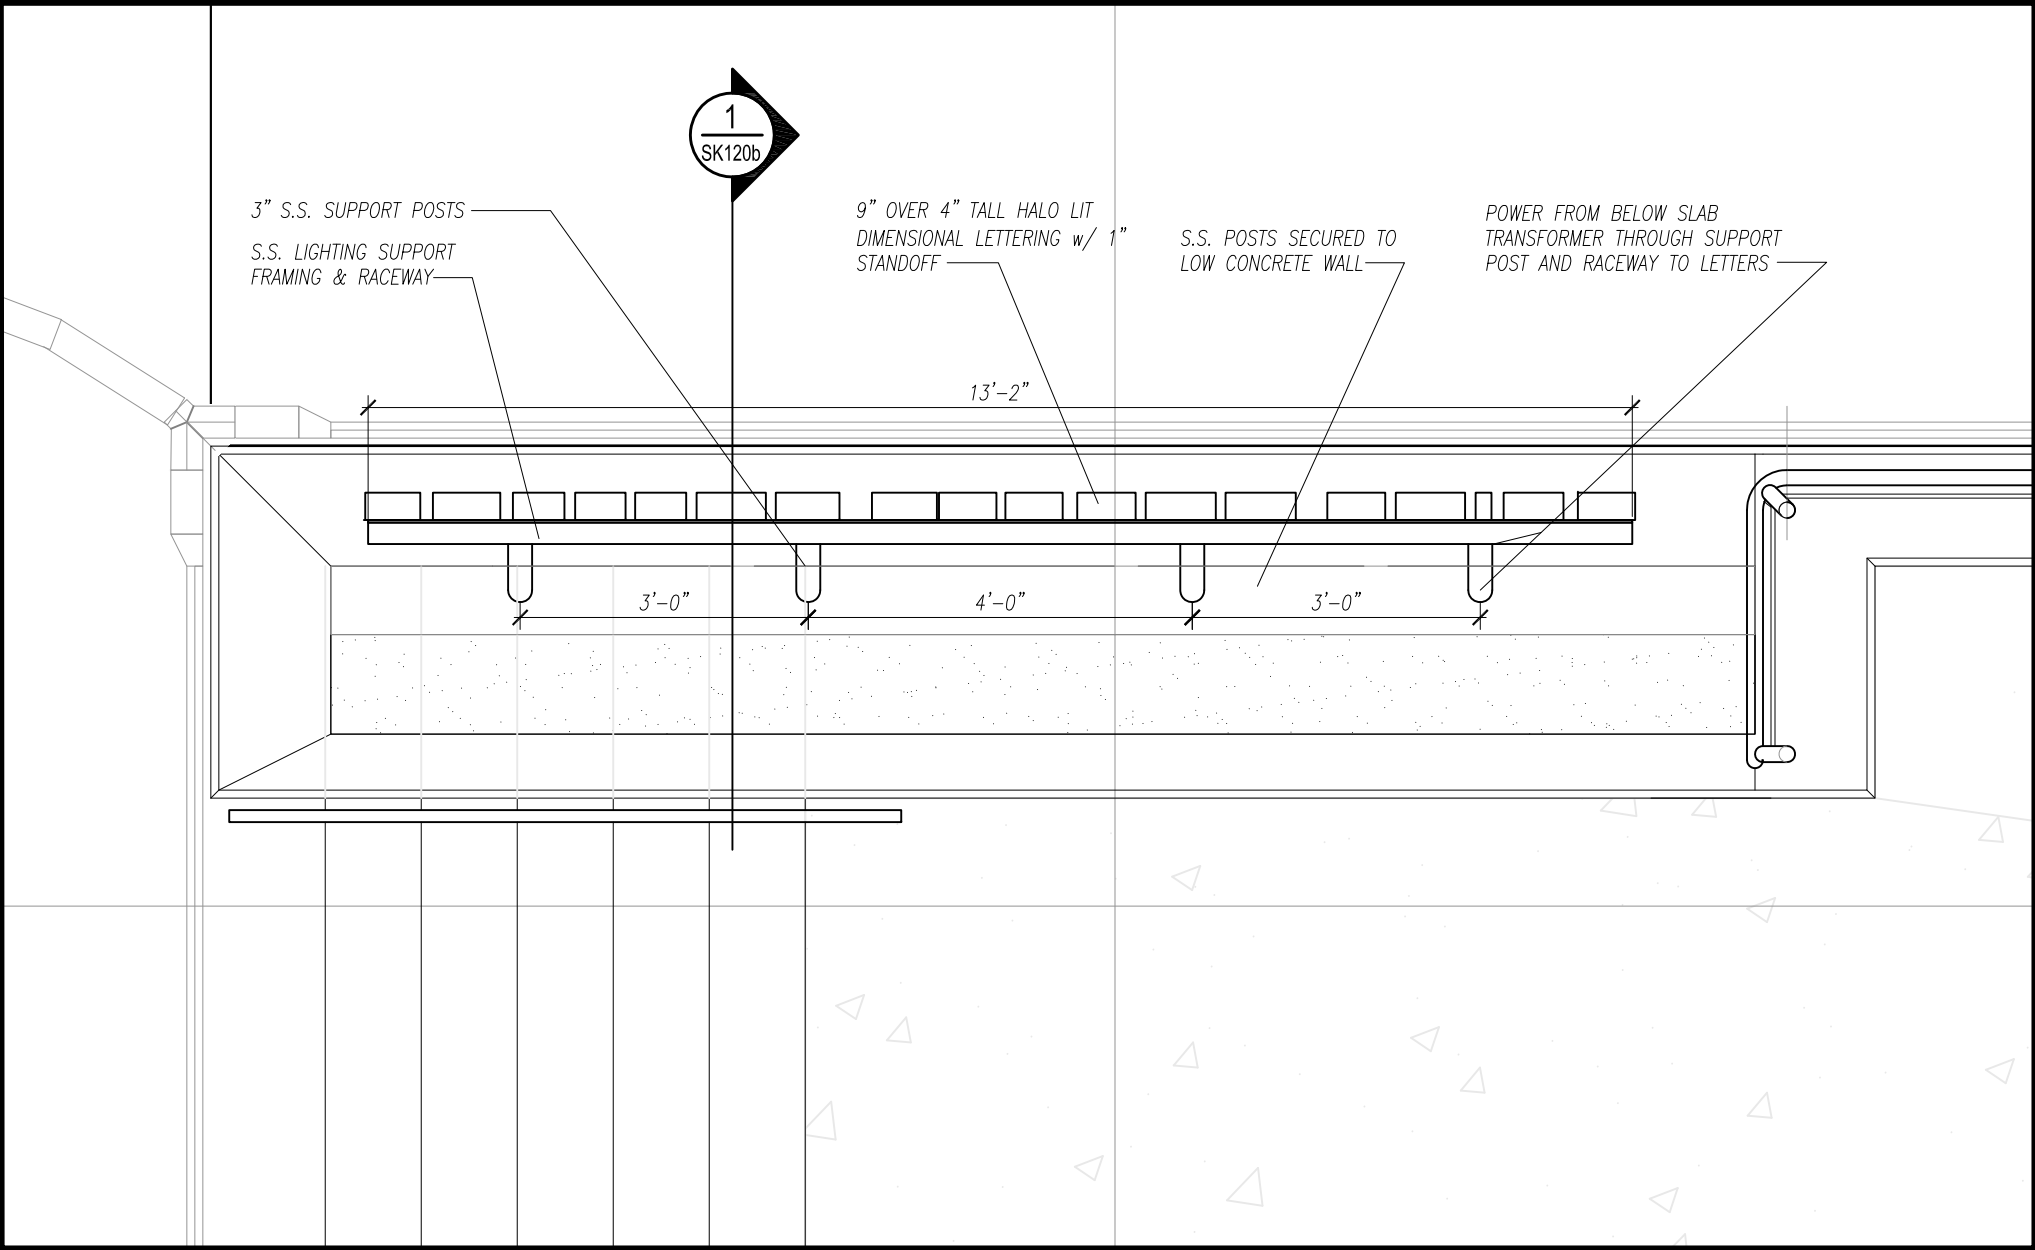 1
SK120b
3" S.S. SUPPORT POSTS
S.S. LIGHTING SUPPORT
FRAMING & RACEWAY
9" OVER 4" TALL HALO LIT
DIMENSIONAL LETTERING w/ 1"
STANDOFF
S.S. POSTS SECURED TO
LOW CONCRETE WALL
POWER FROM BELOW SLAB
TRANSFORMER THROUGH SUPPORT
POST AND RACEWAY TO LETTERS
13'-2"
3'-0"
4'-0"
3'-0"